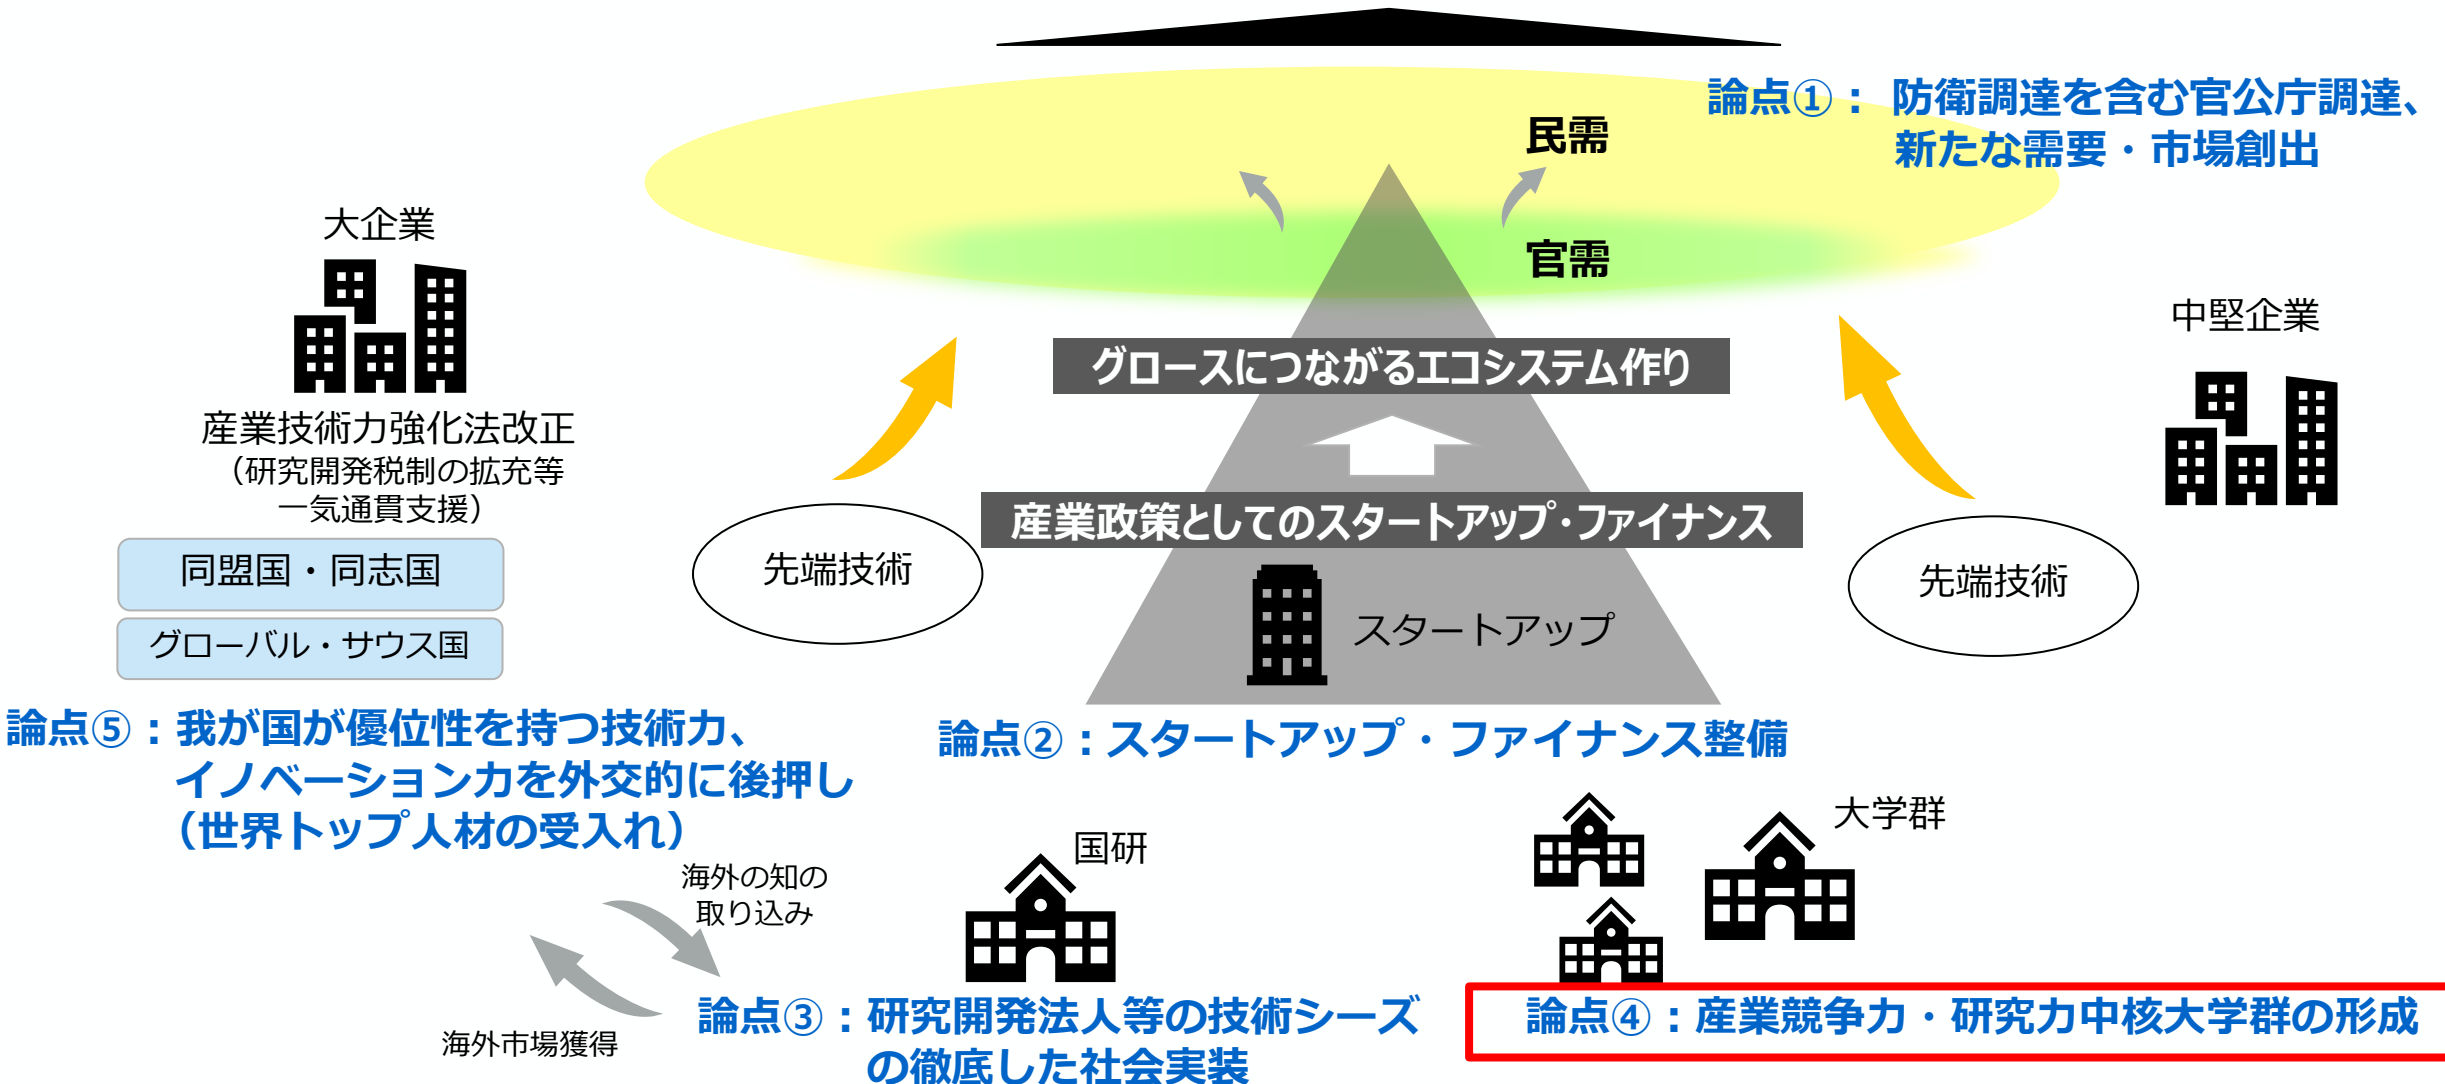 論点①： 防衛調達を含む官公庁調達、
新たな需要・市場創出
民需
官需
大企業
産業技術力強化法改正
（研究開発税制の拡充等
一気通貫支援）
同盟国・同志国
グローバル・サウス国
中堅企業
グロースにつながるエコシステム作り
産業政策としてのスタートアップ・ファイナンス
先端技術
先端技術
スタートアップ
論点②：スタートアップ・ファイナンス整備
論点⑤：我が国が優位性を持つ技術力、
イノベーション力を外交的に後押し
（世界トップ人材の受入れ）
海外の知の
取り込み
海外市場獲得
国研
大学群
論点③：研究開発法人等の技術シーズ
の徹底した社会実装
論点④：産業競争力・研究力中核大学群の形成